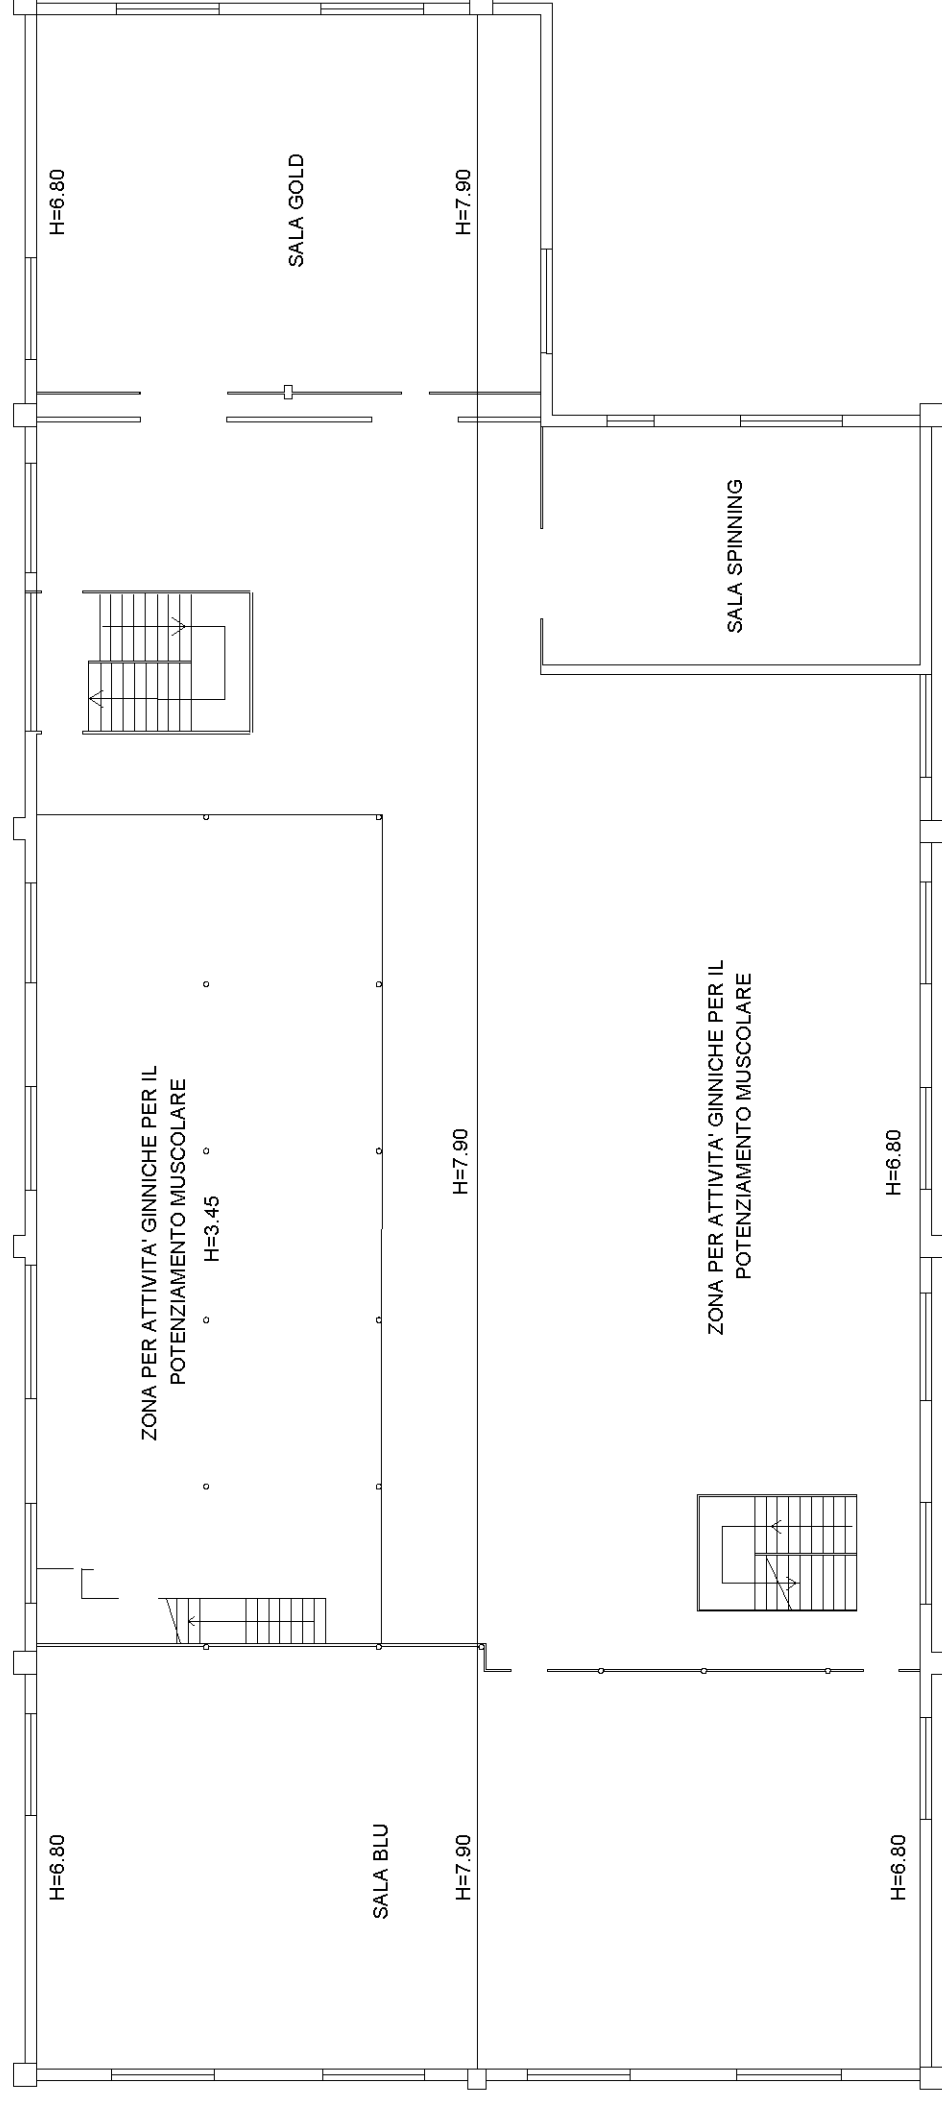 H=6.80
SALA GOLD
H=7.90
SALA SPINNING
ZONA PER ATTIVITA' GINNICHE PER IL
POTENZIAMENTO MUSCOLARE
H=3.45
H=7.90
ZONA PER ATTIVITA' GINNICHE PER IL
POTENZIAMENTO MUSCOLARE
H=6.80
H=6.80
SALA BLU
H=7.90
H=6.80